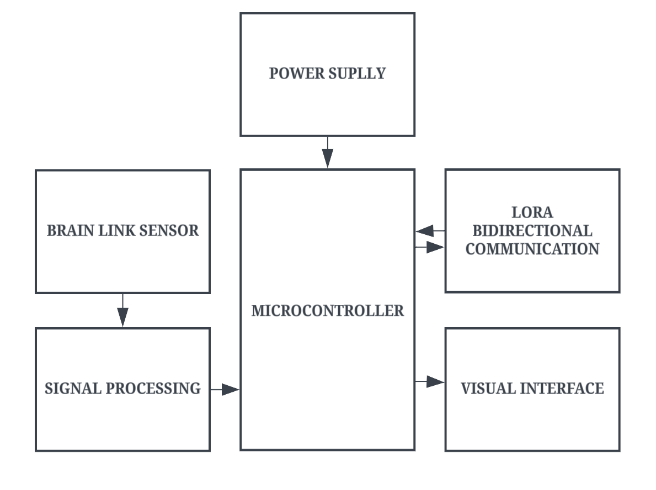 POWER SUPLLY
BRAIN LINK SENSOR
LORA
BIDIRECTIONAL
COMMUNICATION
MICROCONTROLLER
SIGNAL PROCESSING
VISUAL INTERFACE